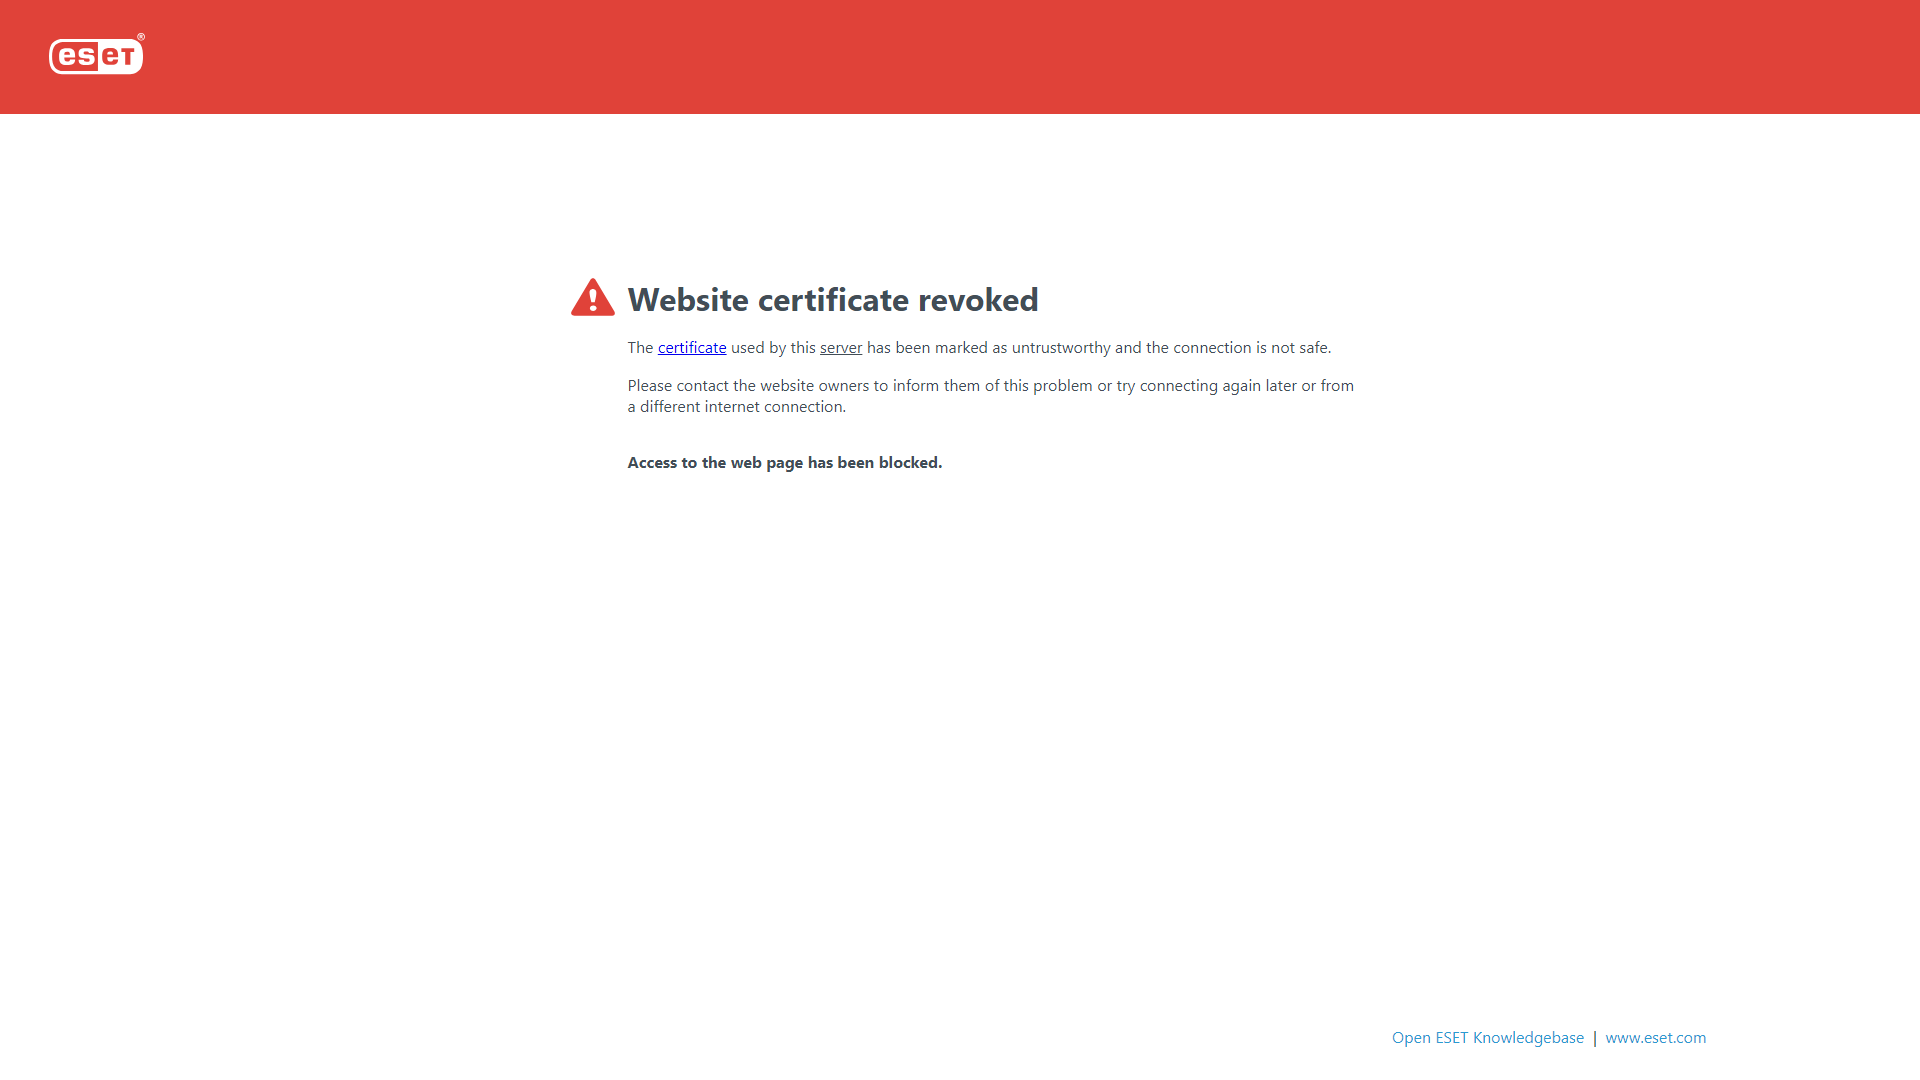 eset®
Website certificate revoked
The certificate used by this server has been marked as untrustworthy and the connection is not safe.
Please contact the website owners to inform them of this problem or try connecting again later or from
a different internet connection.
Access to the web page has been blocked.
Open ESET Knowledgebase | www.eset.com